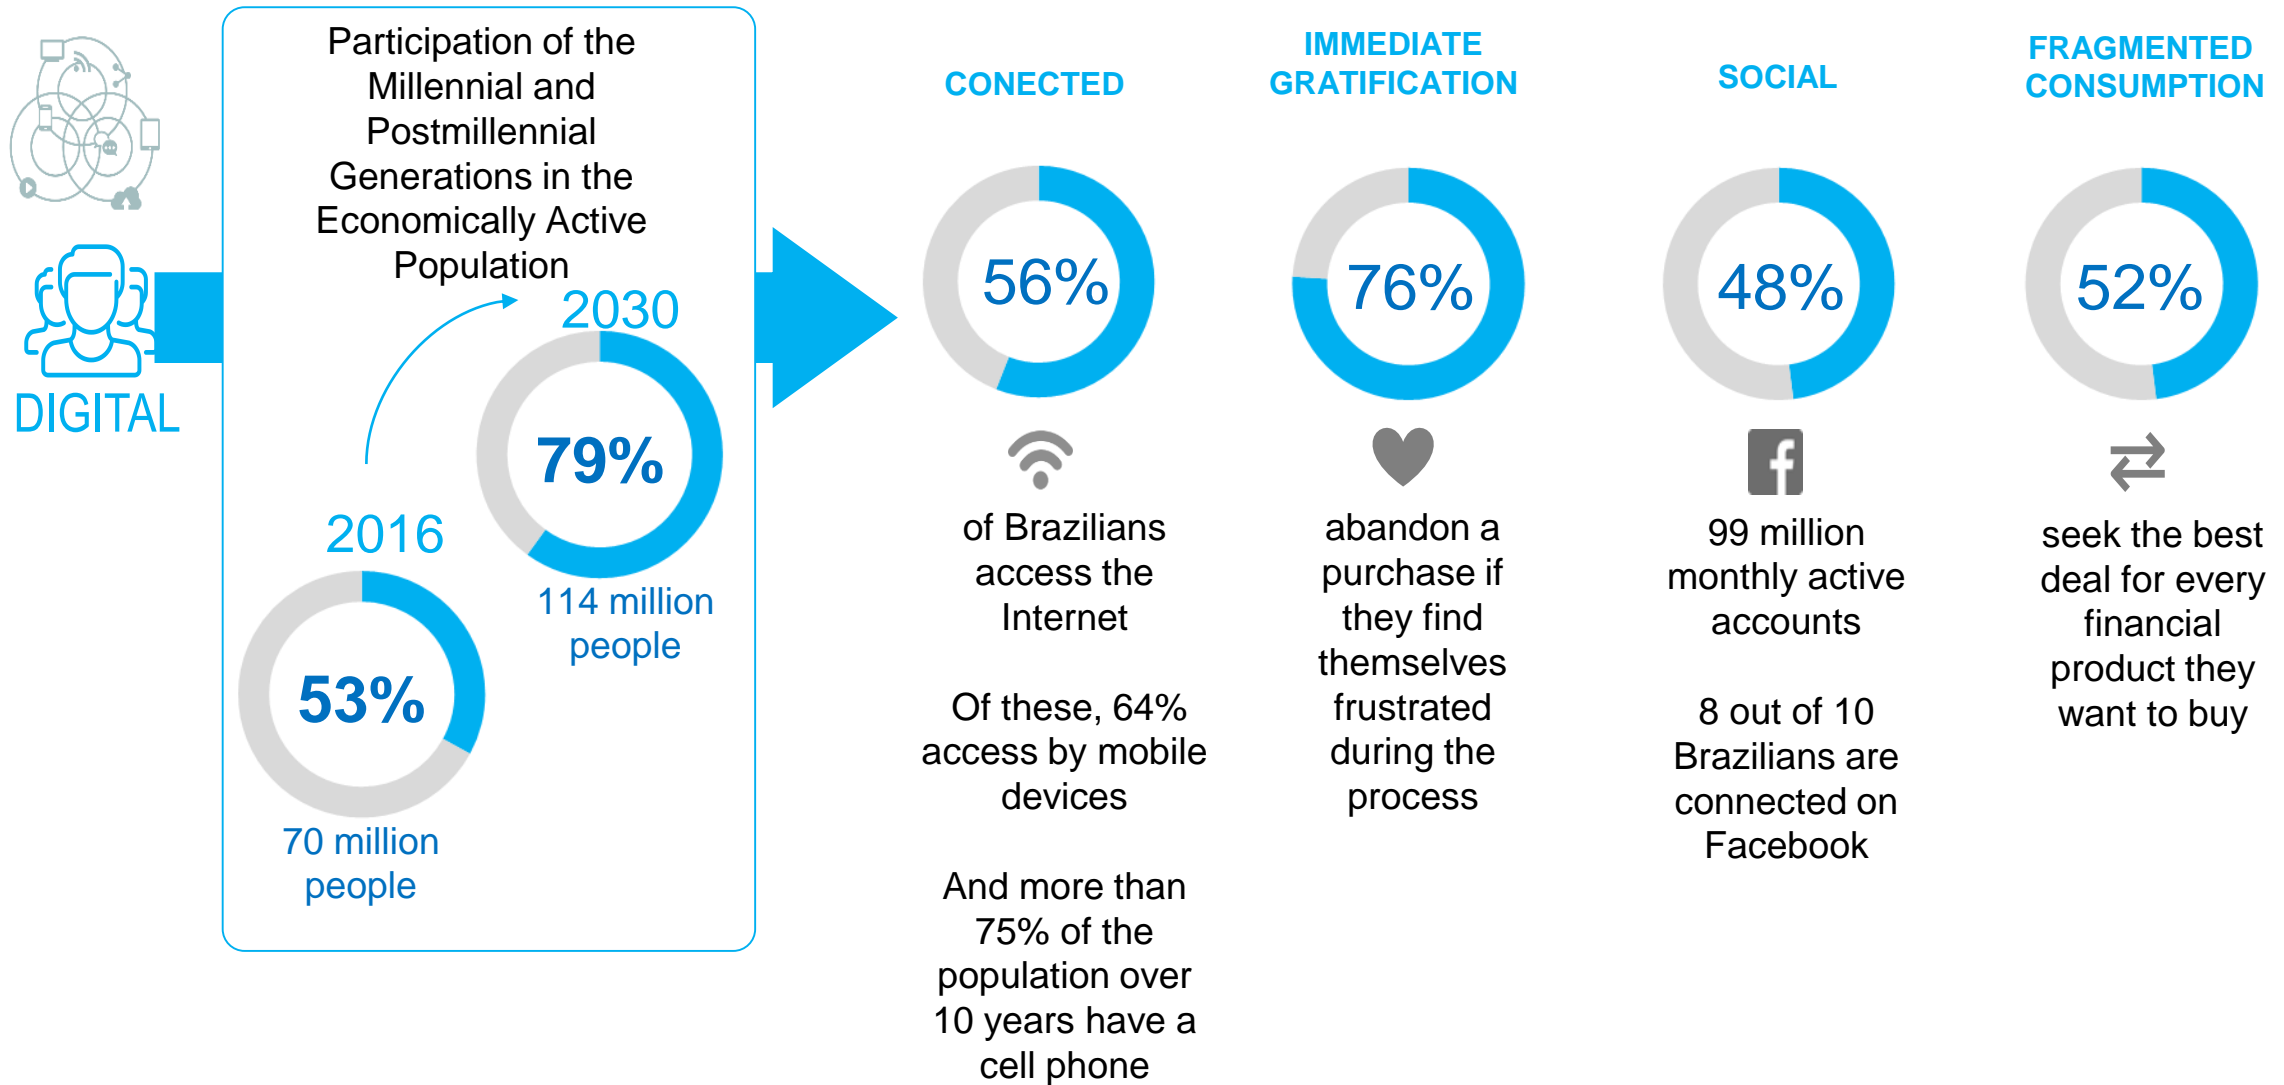 DIGITAL
Participation of the
Millennial and
Postmillennial
Generations in the
Economically Active
Population
2030
79%
114 million
people
2016
53%
70 million
people
CONECTED
56%
of Brazilians
access the
Internet
Of these, 64%
access by mobile
devices
And more than
75% of the
population over
10 years have a
cell phone
IMMEDIATE
GRATIFICATION
76%
abandon a
purchase if
they find
themselves
frustrated
during the
process
SOCIAL
48%
f
99 million
monthly active
accounts
8 out of 10
Brazilians are
connected on
Facebook
FRAGMENTED
CONSUMPTION
52%
seek the best
deal for every
financial
product they
want to buy